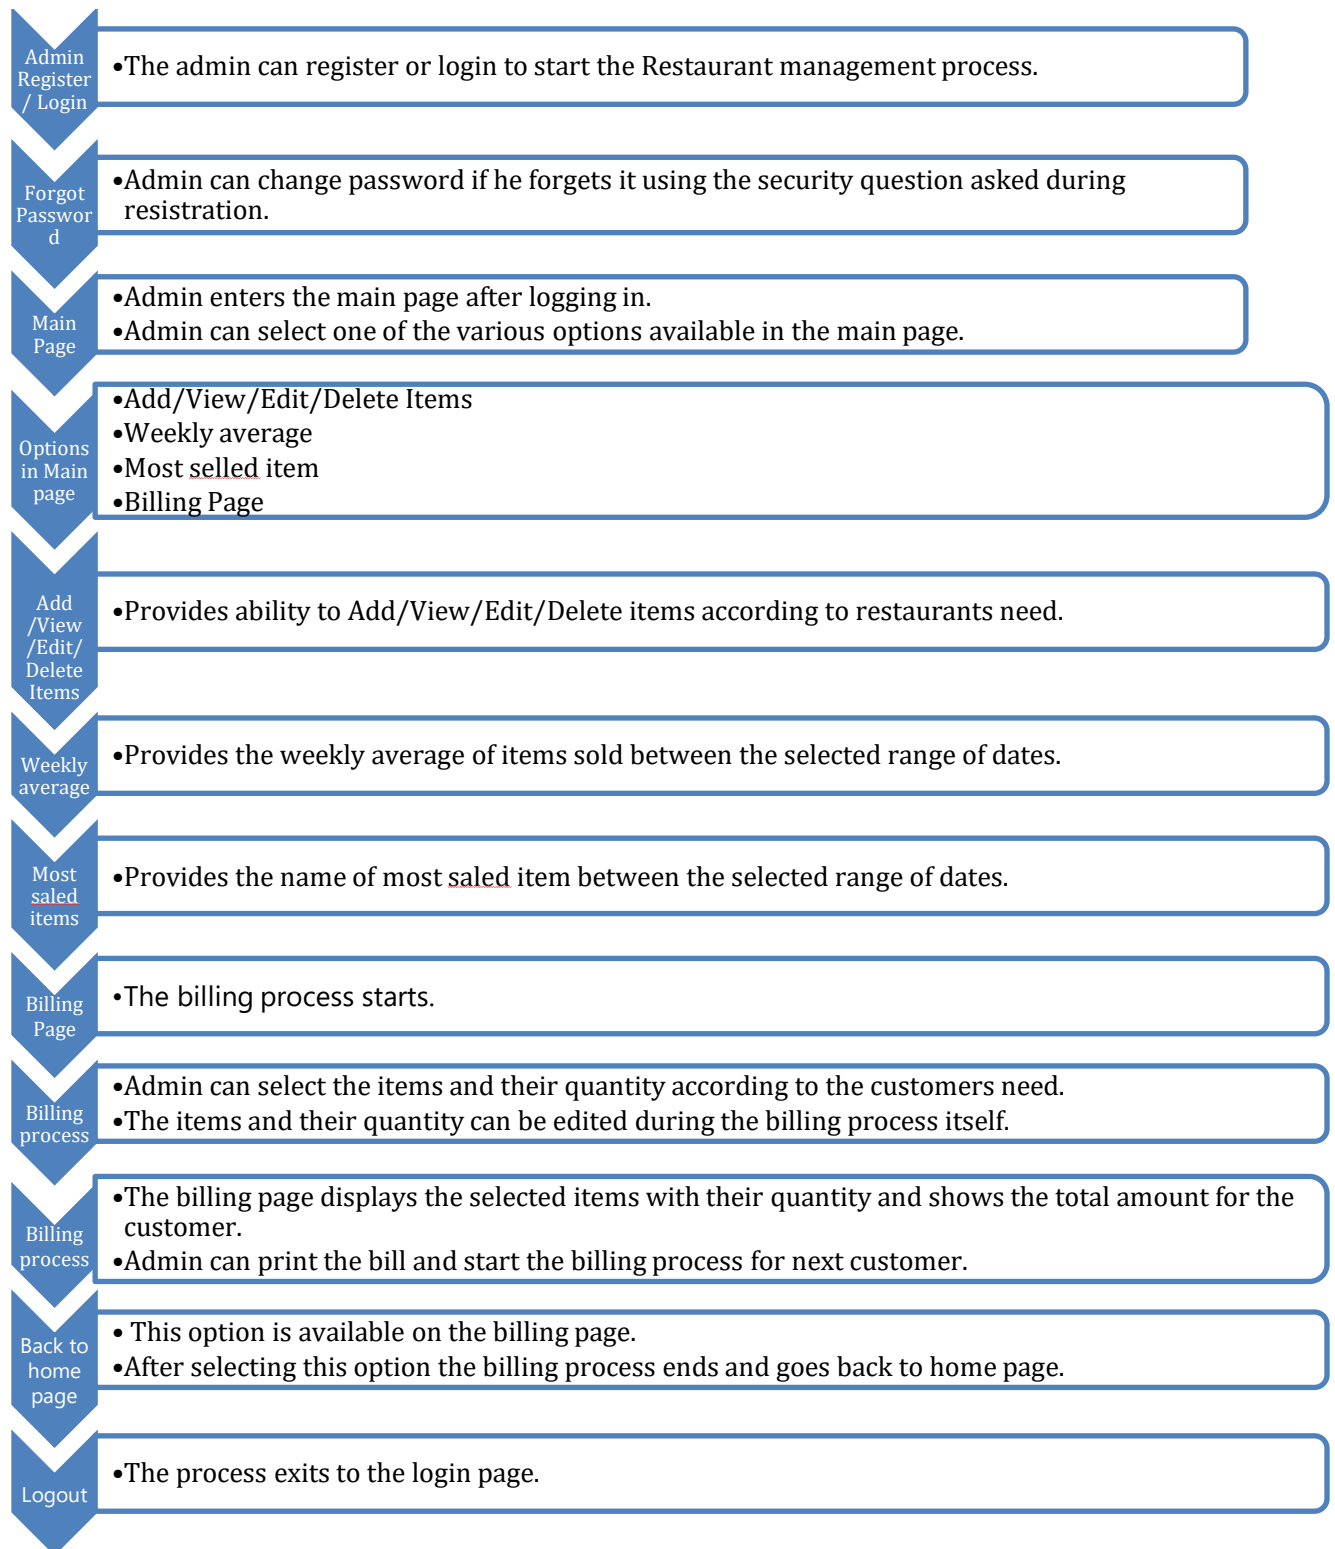 Admin
Register
/ Login
•The admin can register or login to start the Restaurant management process.
Forgot
Passwor
d
•Admin can change password if he forgets it using the security question asked during
resistration.
Main
Page
•Admin enters the main page after logging in.
•Admin can select one of the various options available in the main page.
Options
in Main
page
•Add/View/Edit/Delete Items
•Weekly average
•Most selled item
•Billing Page
Add
/View
/Edit/
Delete
Items
•Provides ability to Add/View/Edit/Delete items according to restaurants need.
Weekly
average
•Provides the weekly average of items sold between the selected range of dates.
Most
saled
items
•Provides the name of most saled item between the selected range of dates.
Billing
Page
•The billing process starts.
Billing
process
•Admin can select the items and their quantity according to the customers need.
•The items and their quantity can be edited during the billing process itself.
Billing
process
•The billing page displays the selected items with their quantity and shows the total amount for the
customer.
•Admin can print the bill and start the billing process for next customer.
Back to
home
page
• This option is available on the billing page.
•After selecting this option the billing process ends and goes back to home page.
Logout
•The process exits to the login page.